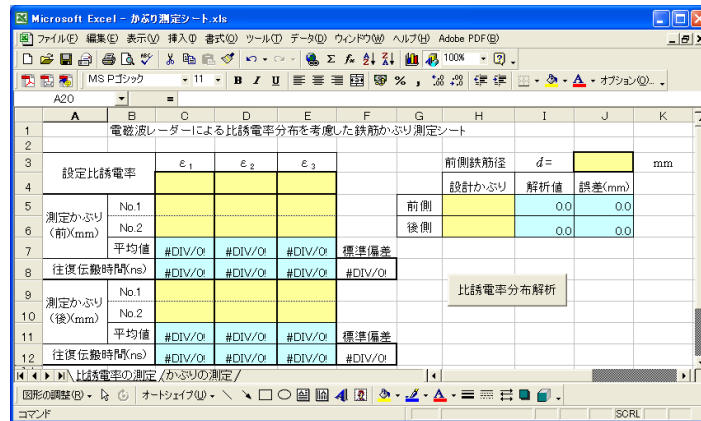 Microsoft Excel - かぶり測定シート.xls
ファイル(F) 編集(E) 表示(V) 挿入(I) 書式(O) ツール(T) データ(D) ウィンドウ(W) ヘルプ(H) Adobe PDF(B)
100%
MS Pゴシック 11 B I U % , オプション(O)...
A20 =
A B C D E F G H I J K
1 電磁波レーダーによる比誘電率分布を考慮した鉄筋かぶり測定シート
2
3 設定比誘電率 ε1 ε2 ε3 前側鉄筋径 d= mm
4 設計かぶり 解析値 誤差(mm)
5 測定かぶり(前)(mm) No.1 前側 0.0 0.0
6 No.2 後側 0.0 0.0
7 平均値 #DIV/0! #DIV/0! #DIV/0! 標準偏差
8 往復伝搬時間(ns) #DIV/0! #DIV/0! #DIV/0! #DIV/0!
9 測定かぶり(後)(mm) No.1 比誘電率分布解析
10 No.2
11 平均値 #DIV/0! #DIV/0! #DIV/0! 標準偏差
12 往復伝搬時間(ns) #DIV/0! #DIV/0! #DIV/0! #DIV/0!
比誘電率の測定 かぶりの測定
図形の調整(R) オートシェイプ(U)
コマンド SCRL